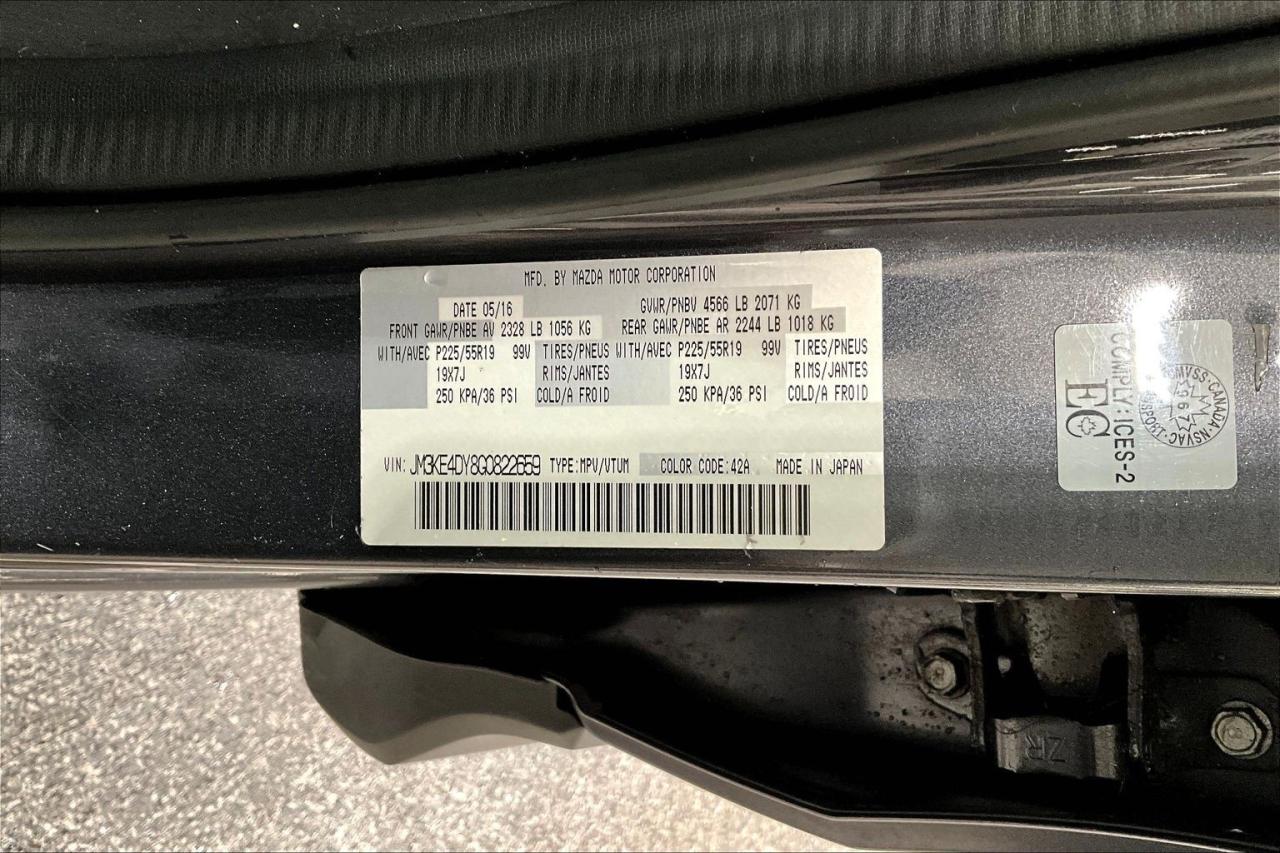 MFD. BY MAZDA MOTOR CORPORATION
DATE 05/16 GVWR/PNBV 4566 LB 2071 KG
FRONT GAWR/PNBE AV 2328 LB 1056 KG REAR GAWR/PNBE AR 2244 LB 1018 KG
WITH/AVEC P225/55R19 99V TIRES/PNEUS WITH/AVEC P225/55R19 99V TIRES/PNEUS
19X7J RIMS/JANTES 19X7J RIMS/JANTES
250 KPA/36 PSI COLD/A FROID 250 KPA/36 PSI COLD/A FROID
VIN: JM3KE4DY8G0822659 TYPE:MPV/VTUM COLOR CODE:42A MADE IN JAPAN
COMPLY: ICES-2
EC
CANADA
NSVAC
967
ZR